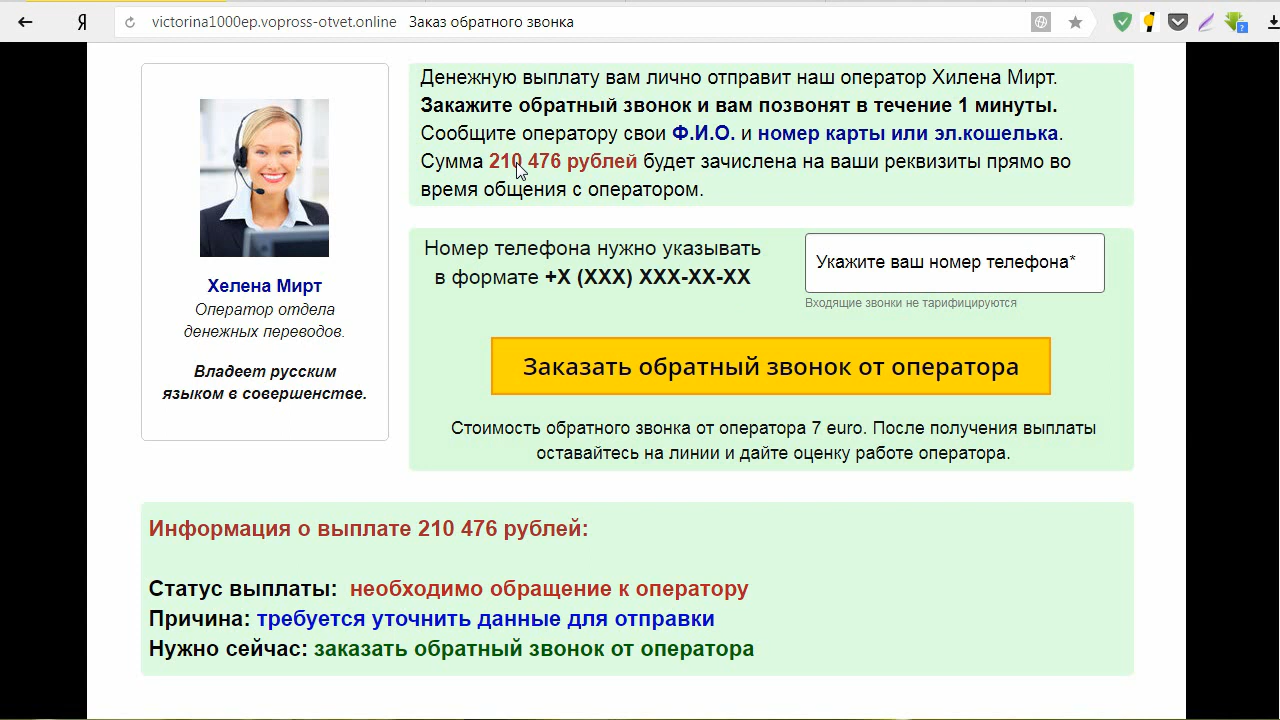 Я
victorina1000ep.vopross-otvet.online Заказ обратного звонка
Хелена Мирт
Оператор отдела
денежных переводов.
Владеет русским
языком в совершенстве.
Денежную выплату вам лично отправит наш оператор Хилена Мирт.
Закажите обратный звонок и вам позвонят в течение 1 минуты.
Сообщите оператору свои Ф.И.О. и номер карты или эл.кошелька.
Сумма 210 476 рублей будет зачислена на ваши реквизиты прямо во
время общения с оператором.
Номер телефона нужно указывать
в формате +X (XXX) XXX-XX-XX
Укажите ваш номер телефона*
Входящие звонки не тарифицируются
Заказать обратный звонок от оператора
Стоимость обратного звонка от оператора 7 euro. После получения выплаты
оставайтесь на линии и дайте оценку работе оператора.
Информация о выплате 210 476 рублей:
Статус выплаты: необходимо обращение к оператору
Причина: требуется уточнить данные для отправки
Нужно сейчас: заказать обратный звонок от оператора